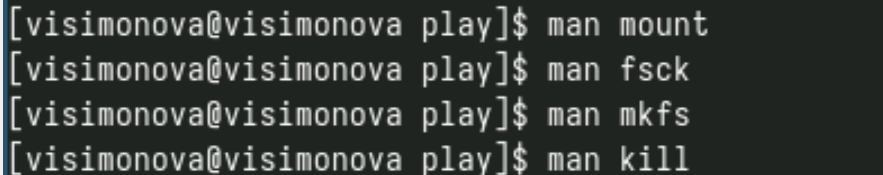 [visimonova@visimonova play]$ man mount
[visimonova@visimonova play]$ man fsck
[visimonova@visimonova play]$ man mkfs
[visimonova@visimonova play]$ man kill